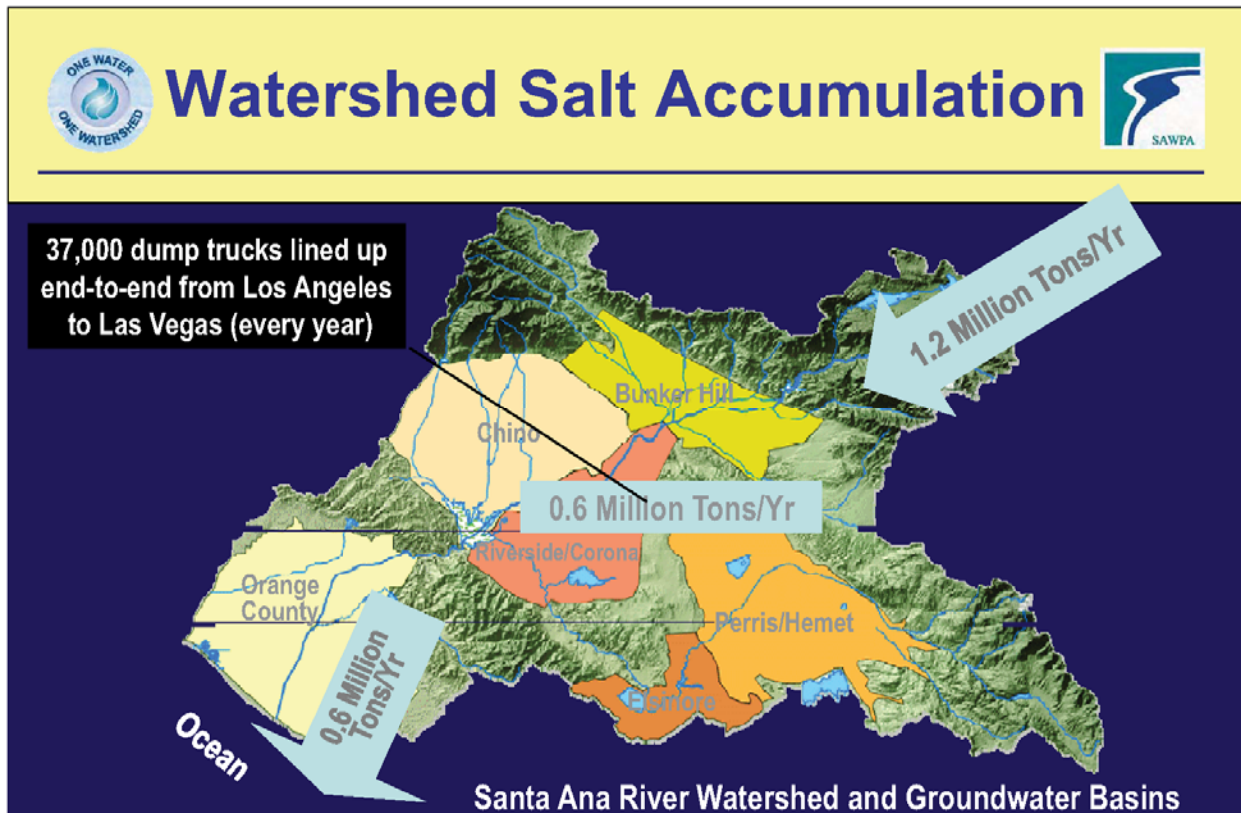 ONE WATER
ONE WATERSHED
Watershed Salt Accumulation
SAWPA
37,000 dump trucks lined up
end-to-end from Los Angeles
to Las Vegas (every year)
1.2 Million Tons/Yr
Bunker Hill
Chino
0.6 Million Tons/Yr
Riverside/Corona
Orange
County
Perris/Hemet
0.6 Million
Tons/Yr
Elsinore
Ocean
Santa Ana River Watershed and Groundwater Basins